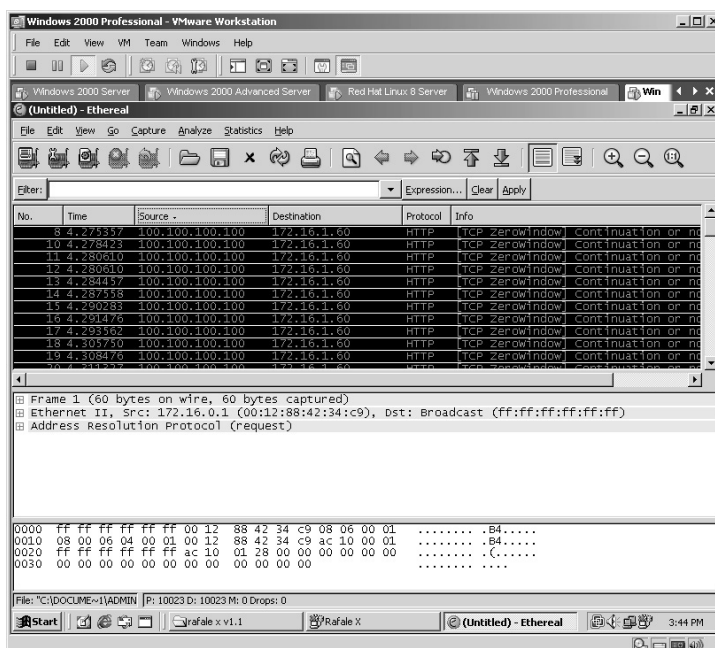 Windows 2000 Professional - VMware Workstation
File Edit View VM Team Windows Help
Windows 2000 Server Windows 2000 Advanced Server Red Hat Linux 8 Server Windows 2000 Professional Win
(Untitled) - Ethereal
File Edit View Go Capture Analyze Statistics Help
Filter: Expression... Clear Apply
No. Time Source Destination Protocol Info
8 4.275357 100.100.100.100 172.16.1.60 HTTP [TCP ZeroWindow] Continuation or no
10 4.278423 100.100.100.100 172.16.1.60 HTTP [TCP ZeroWindow] Continuation or no
11 4.280610 100.100.100.100 172.16.1.60 HTTP [TCP ZeroWindow] Continuation or no
12 4.280610 100.100.100.100 172.16.1.60 HTTP [TCP ZeroWindow] Continuation or no
13 4.284457 100.100.100.100 172.16.1.60 HTTP [TCP ZeroWindow] Continuation or no
14 4.287558 100.100.100.100 172.16.1.60 HTTP [TCP ZeroWindow] Continuation or no
15 4.290283 100.100.100.100 172.16.1.60 HTTP [TCP ZeroWindow] Continuation or no
16 4.291476 100.100.100.100 172.16.1.60 HTTP [TCP ZeroWindow] Continuation or no
17 4.293562 100.100.100.100 172.16.1.60 HTTP [TCP ZeroWindow] Continuation or no
18 4.305750 100.100.100.100 172.16.1.60 HTTP [TCP ZeroWindow] Continuation or no
19 4.308476 100.100.100.100 172.16.1.60 HTTP [TCP ZeroWindow] Continuation or no
20 4.311327 100.100.100.100 172.16.1.60 HTTP [TCP ZeroWindow] Continuation or no
Frame 1 (60 bytes on wire, 60 bytes captured)
Ethernet II, Src: 172.16.0.1 (00:12:88:42:34:c9), Dst: Broadcast (ff:ff:ff:ff:ff:ff)
Address Resolution Protocol (request)
0000 ff ff ff ff ff ff 00 12 88 42 34 c9 08 06 00 01 ........ .B4.....
0010 08 00 06 04 00 01 00 12 88 42 34 c9 ac 10 00 01 ........ .B4.....
0020 ff ff ff ff ff ff ac 10 01 28 00 00 00 00 00 00 ........ .(......
0030 00 00 00 00 00 00 00 00 00 00 00 00 ........ ....
File: "C:\DOCUME~1\ADMIN P: 10023 D: 10023 M: 0 Drops: 0
Start rafale x v1.1 Rafale X (Untitled) - Ethereal 3:44 PM